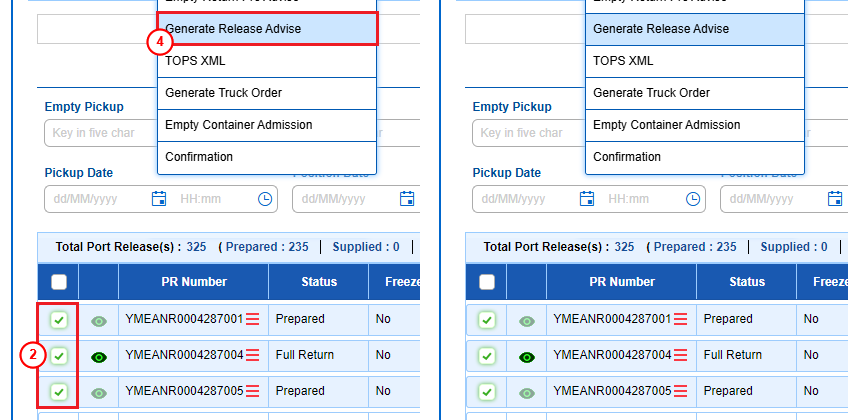 Generate Release Advise
4
TOPS XML
Generate Truck Order
Empty Pickup
Key in five char
Empty Container Admission
Confirmation
Pickup Date
dd/MM/yyyy HH:mm dd/MM/yyyy
Total Port Release(s) : 325 ( Prepared : 235 | Supplied : 0 |
PR Number Status Freeze
YMEANR0004287001 Prepared No
2
YMEANR0004287004 Full Return No
YMEANR0004287005 Prepared No
Generate Release Advise
TOPS XML
Generate Truck Order
Empty Pickup
Key in five char
Empty Container Admission
Confirmation
Pickup Date
dd/MM/yyyy HH:mm dd/MM/yyyy
Total Port Release(s) : 325 ( Prepared : 235 | Supplied : 0 |
PR Number Status Freeze
YMEANR0004287001 Prepared No
YMEANR0004287004 Full Return No
YMEANR0004287005 Prepared No